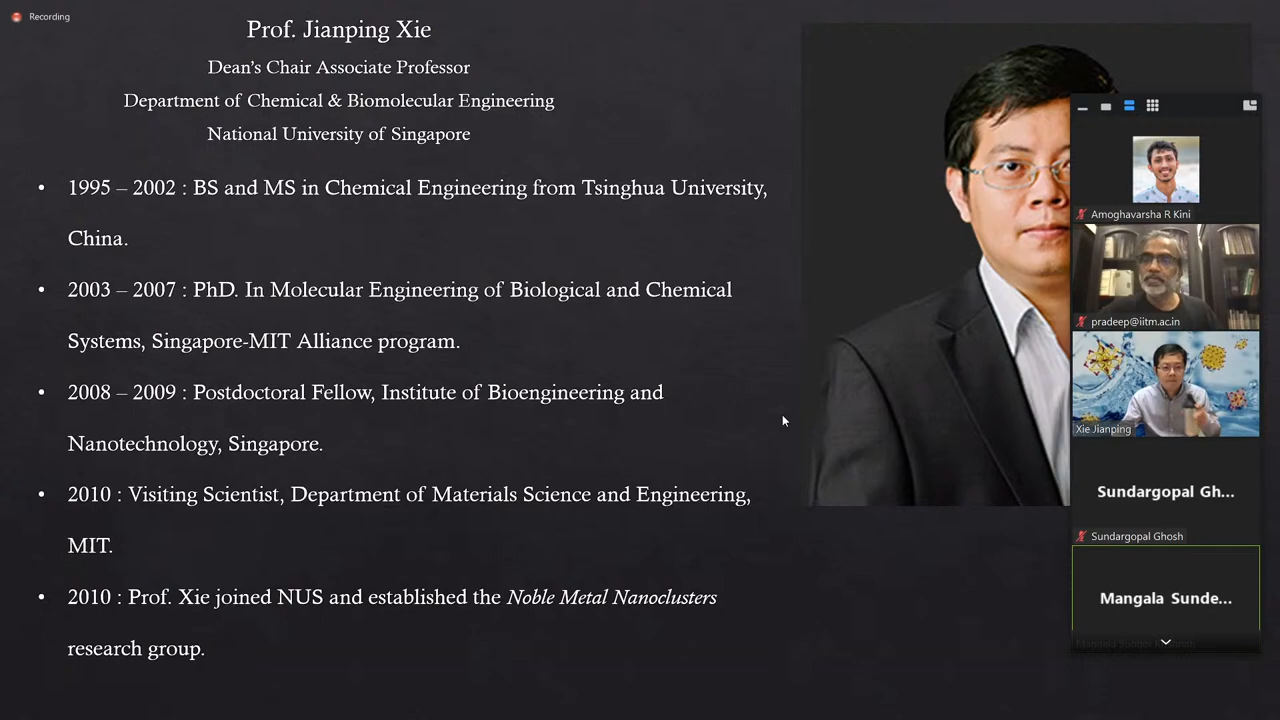 Recording
Prof. Jianping Xie
Dean's Chair Associate Professor
Department of Chemical & Biomolecular Engineering
National University of Singapore
• 1995 – 2002 : BS and MS in Chemical Engineering from Tsinghua University,
China.
• 2003 – 2007 : PhD. In Molecular Engineering of Biological and Chemical
Systems, Singapore-MIT Alliance program.
• 2008 – 2009 : Postdoctoral Fellow, Institute of Bioengineering and
Nanotechnology, Singapore.
• 2010 : Visiting Scientist, Department of Materials Science and Engineering,
MIT.
• 2010 : Prof. Xie joined NUS and established the Noble Metal Nanoclusters
research group.
Amoghavarsha R Kini
pradeep@iitm.ac.in
Xie Jianping
Sundargopal Gh...
Sundargopal Ghosh
Mangala Sunde...